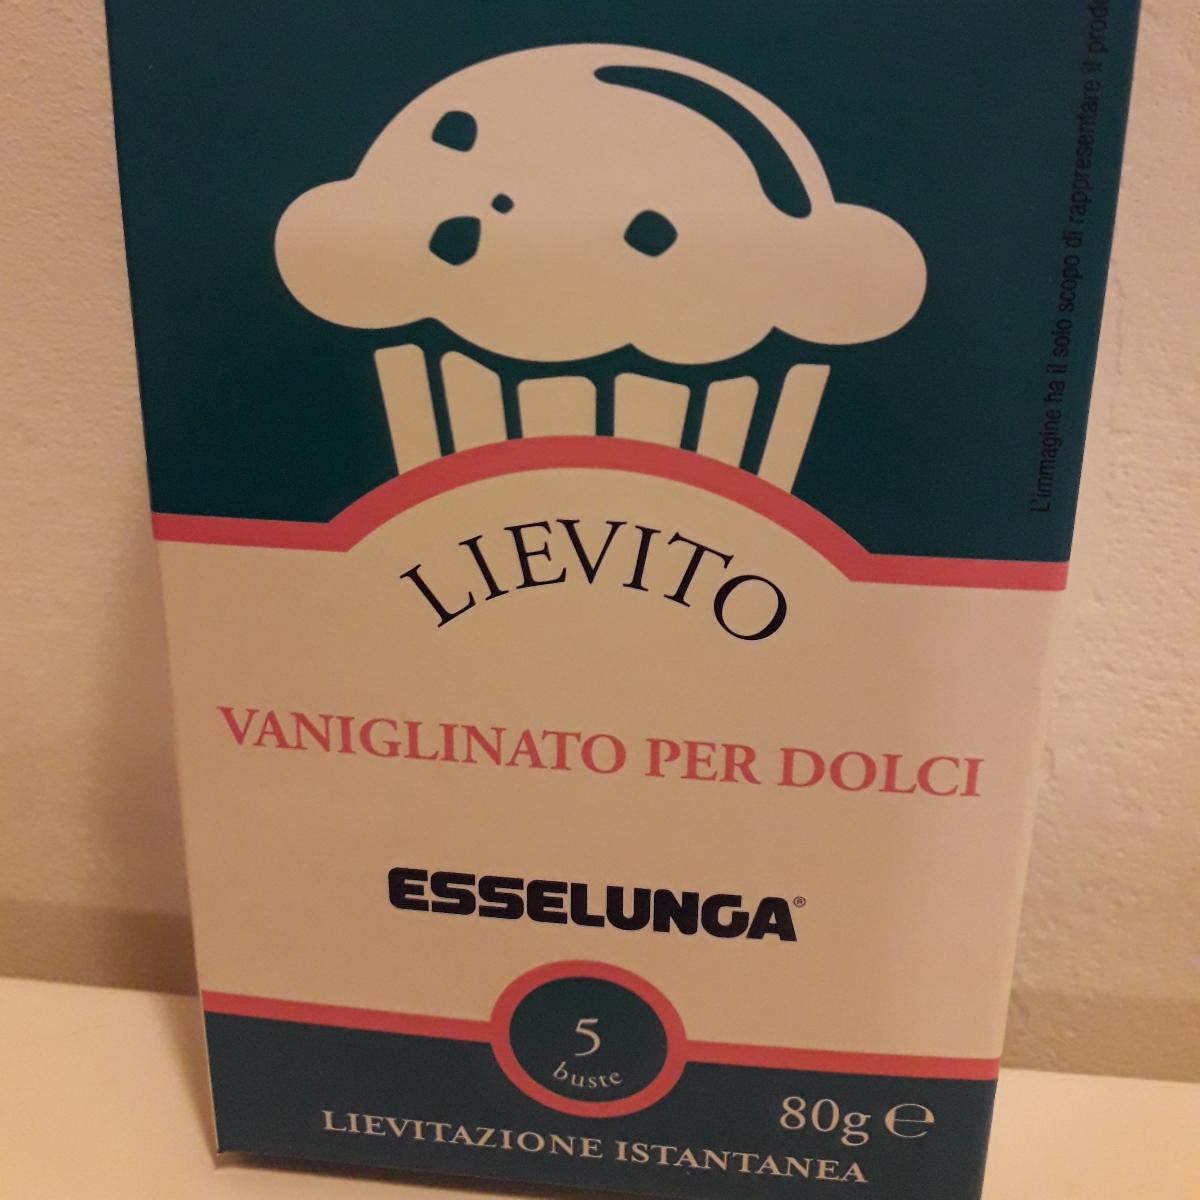 L'immagine ha il solo scopo di rappresentare il
LIEVITO
VANIGLINATO PER DOLCI
ESSELUNGA®
5
buste
80g ℮
LIEVITAZIONE ISTANTANEA